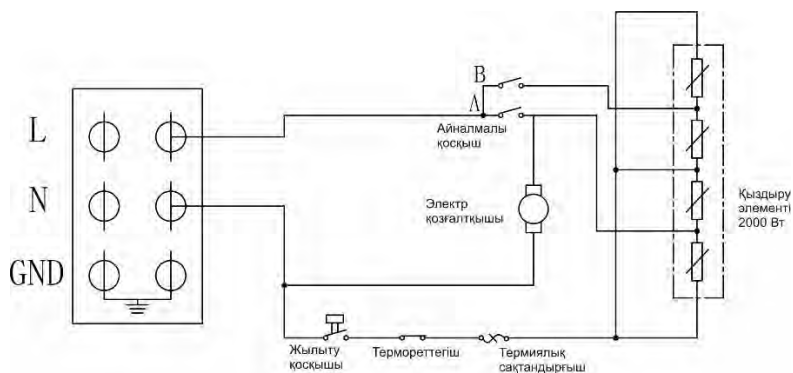 L
N
GND
B
A
Айналмалы
қосқыш
Электр
қозғалтқышы
Қыздыру
элементі
2000 Вт
Жылыту
қосқышы
Термореттегіш
Термиялық
сақтандырғыш